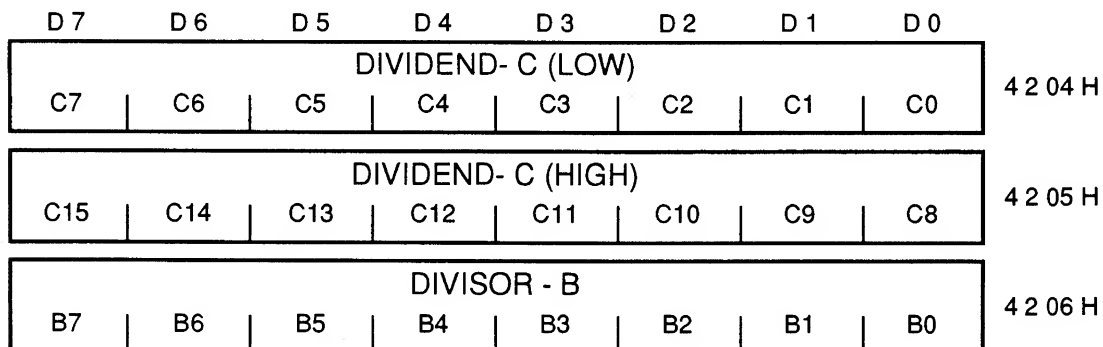 D7 D6 D5 D4 D3 D2 D1 D0
DIVIDEND- C (LOW)
C7 C6 C5 C4 C3 C2 C1 C0
4204H
DIVIDEND- C (HIGH)
C15 C14 C13 C12 C11 C10 C9 C8
4205H
DIVISOR - B
B7 B6 B5 B4 B3 B2 B1 B0
4206H